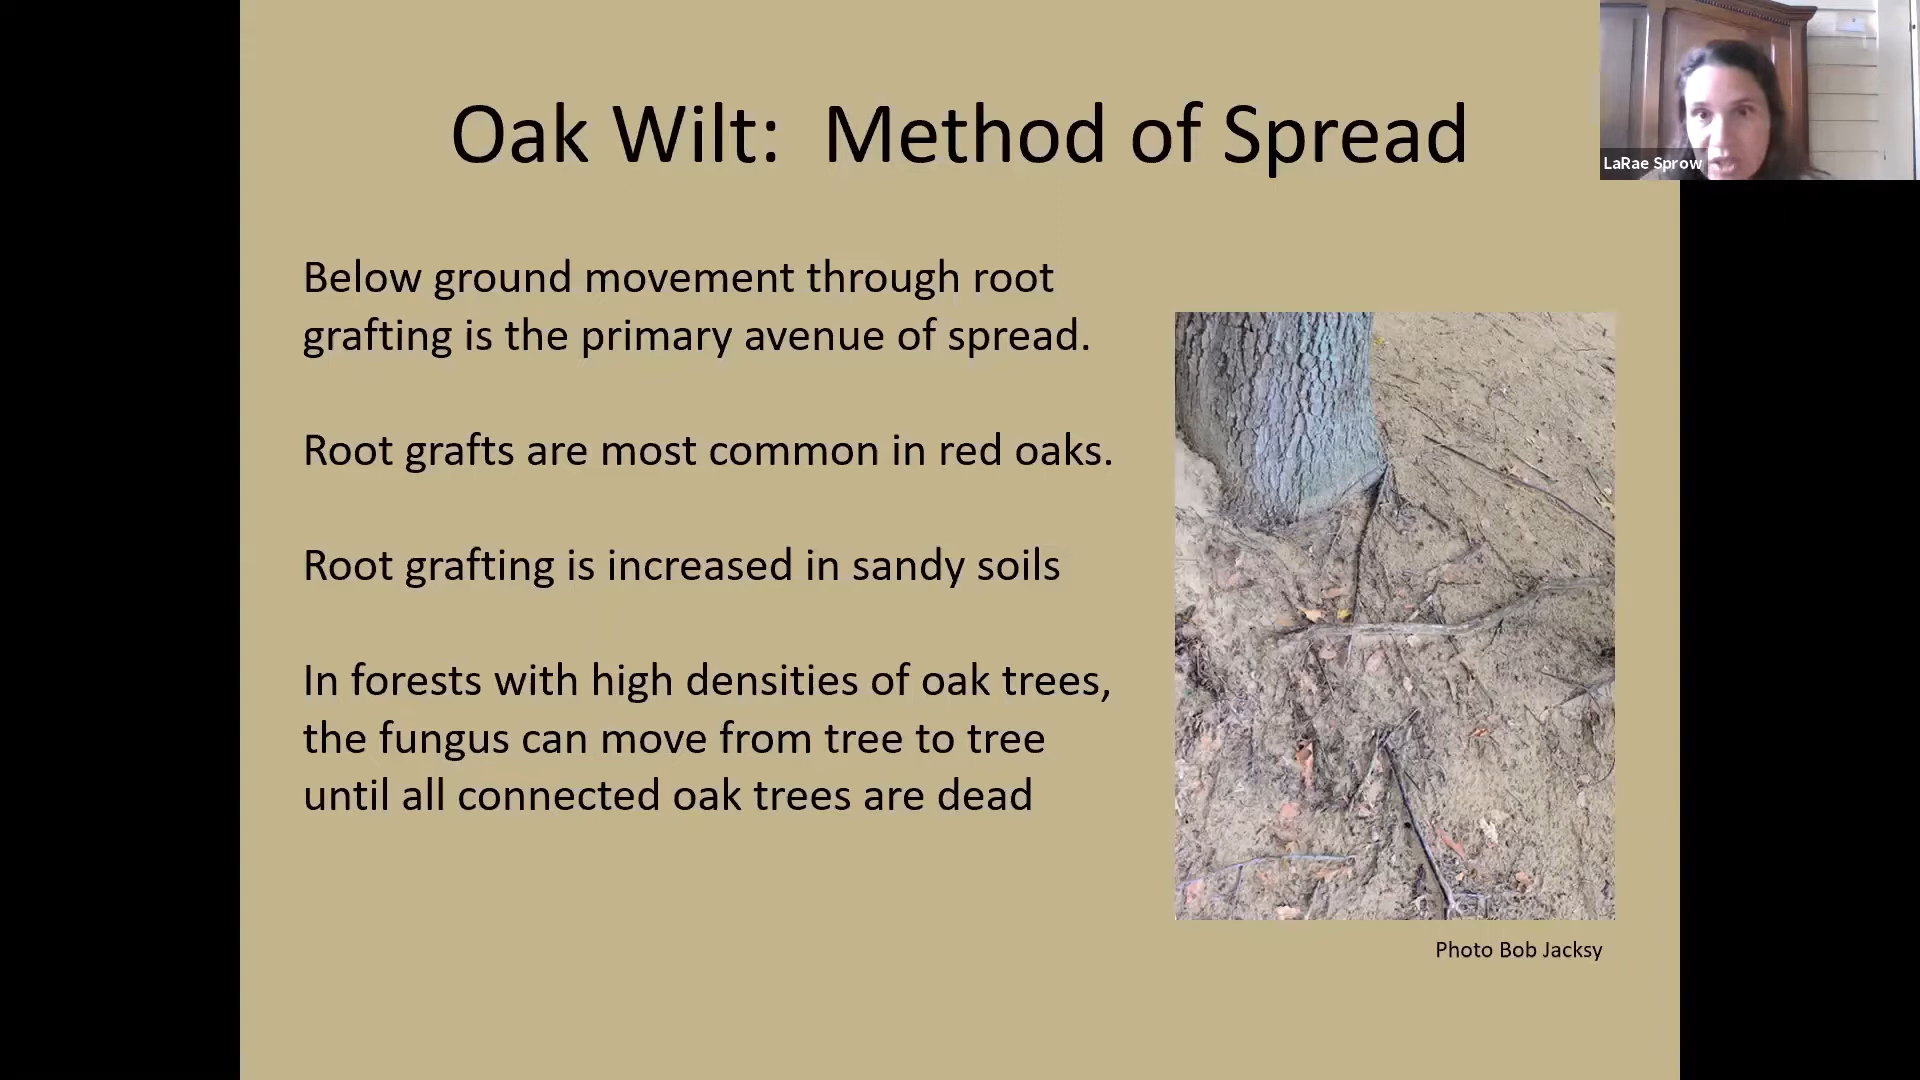 Oak Wilt:  Method of Spread
LaRae Sprow
Below ground movement through root
grafting is the primary avenue of spread.
Root grafts are most common in red oaks.
Root grafting is increased in sandy soils
In forests with high densities of oak trees,
the fungus can move from tree to tree
until all connected oak trees are dead
Photo Bob Jacksy